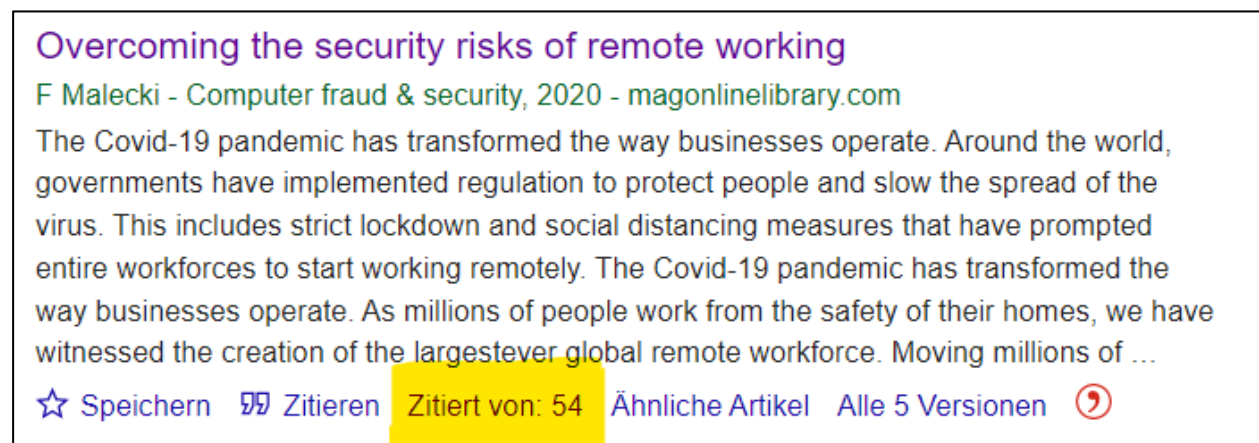 Overcoming the security risks of remote working
F Malecki - Computer fraud & security, 2020 - magonlinelibrary.com
The Covid-19 pandemic has transformed the way businesses operate. Around the world,
governments have implemented regulation to protect people and slow the spread of the
virus. This includes strict lockdown and social distancing measures that have prompted
entire workforces to start working remotely. The Covid-19 pandemic has transformed the
way businesses operate. As millions of people work from the safety of their homes, we have
witnessed the creation of the largestever global remote workforce. Moving millions of …
Speichern Zitieren Zitiert von: 54 Ähnliche Artikel Alle 5 Versionen